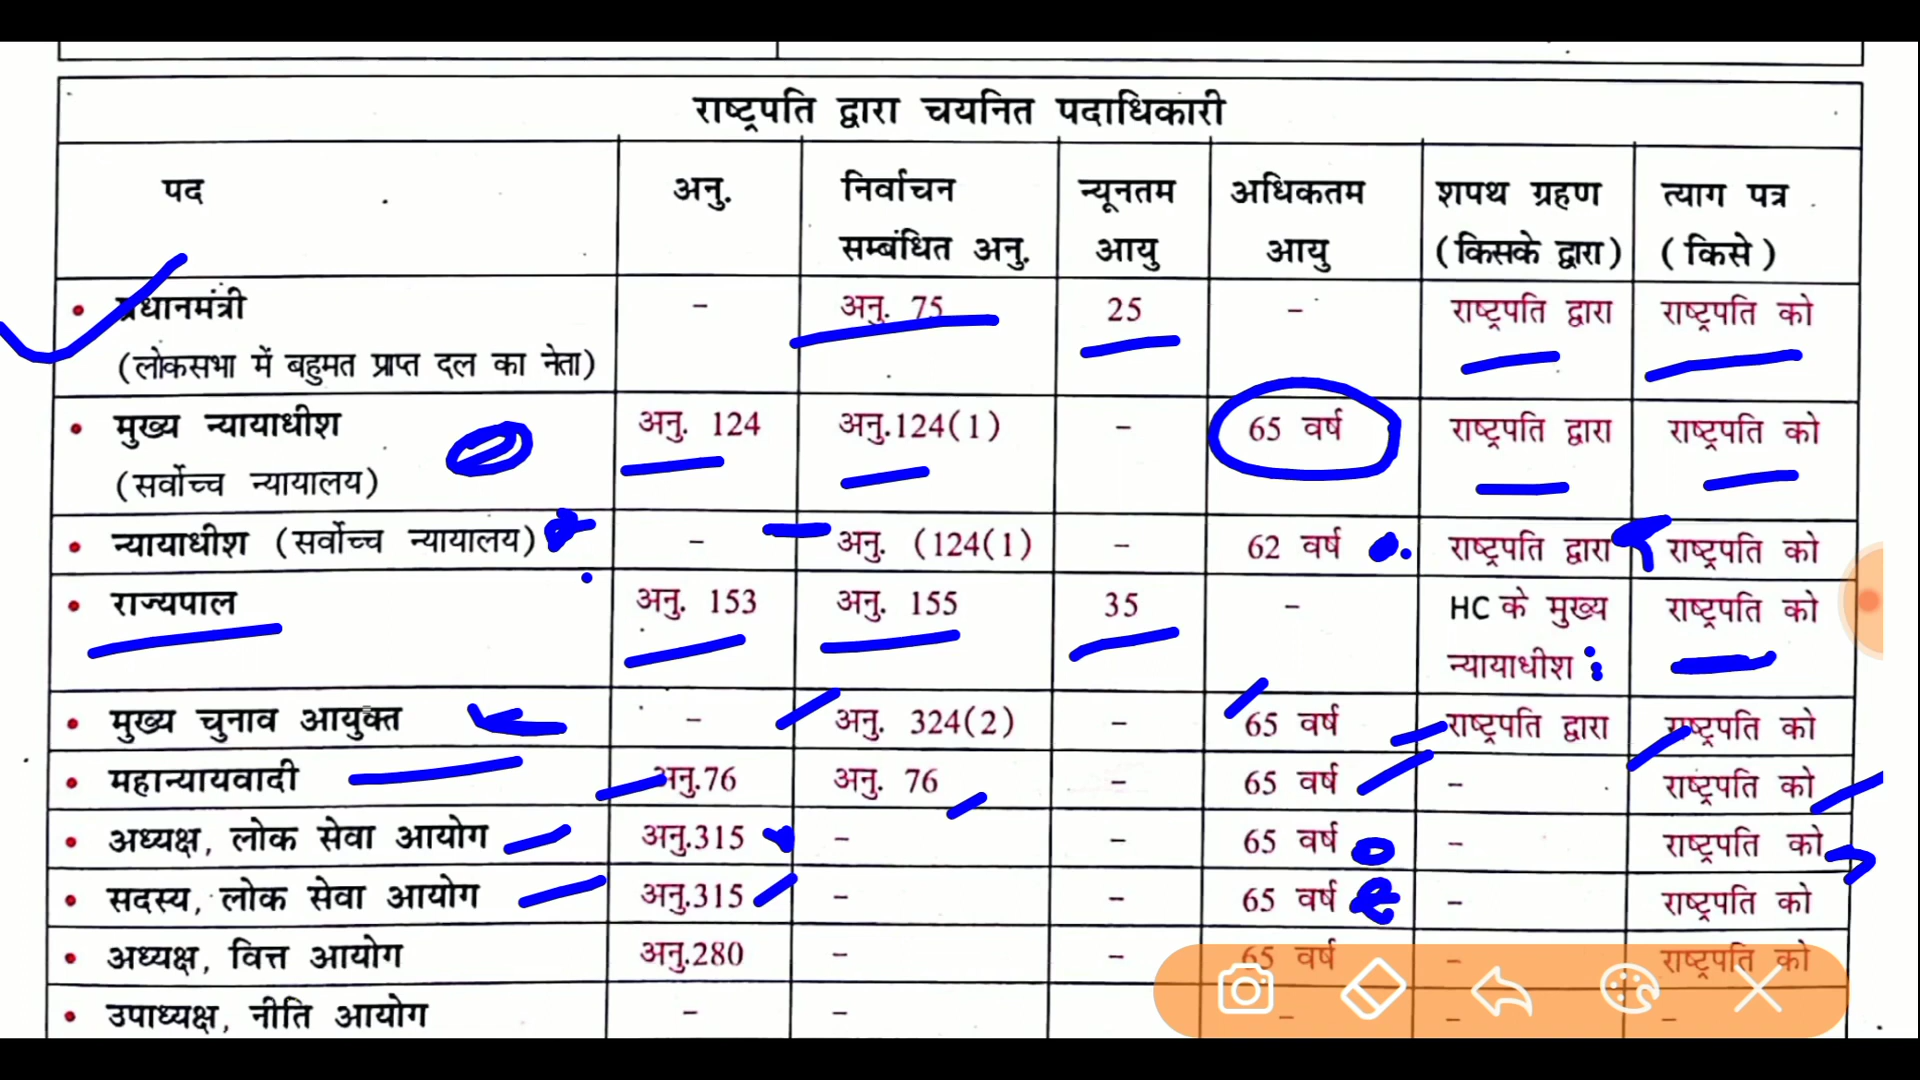 राष्ट्रपति द्वारा चयनित पदाधिकारी
पद अनु. निर्वाचन सम्बंधित अनु. न्यूनतम आयु अधिकतम आयु शपथ ग्रहण (किसके द्वारा) त्याग पत्र (किसे)
• प्रधानमंत्री - अनु. 75 25 - राष्ट्रपति द्वारा राष्ट्रपति को
(लोकसभा में बहुमत प्राप्त दल का नेता)
• मुख्य न्यायाधीश अनु. 124 अनु.124(1) - 65 वर्ष राष्ट्रपति द्वारा राष्ट्रपति को
(सर्वोच्च न्यायालय)
• न्यायाधीश (सर्वोच्च न्यायालय) - अनु. (124(1) - 62 वर्ष राष्ट्रपति द्वारा राष्ट्रपति को
• राज्यपाल अनु. 153 अनु. 155 35 - HC के मुख्य राष्ट्रपति को
न्यायाधीश
• मुख्य चुनाव आयुक्त - अनु. 324(2) - 65 वर्ष राष्ट्रपति द्वारा राष्ट्रपति को
• महान्यायवादी अनु.76 अनु. 76 - 65 वर्ष - राष्ट्रपति को
• अध्यक्ष, लोक सेवा आयोग अनु.315 - - 65 वर्ष - राष्ट्रपति को
• सदस्य, लोक सेवा आयोग अनु.315 - - 65 वर्ष - राष्ट्रपति को
• अध्यक्ष, वित्त आयोग अनु.280 - - 65 वर्ष - राष्ट्रपति को
• उपाध्यक्ष, नीति आयोग - - - - -